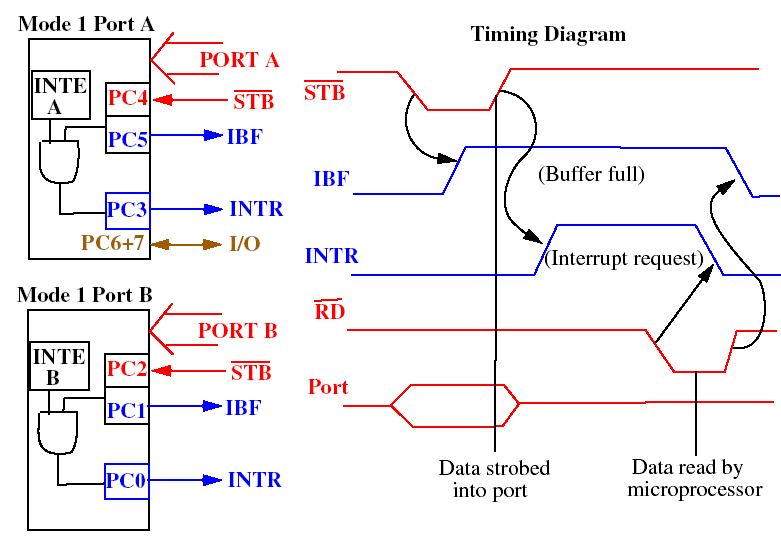 Mode 1 Port A
PORT A
INTE
A
PC4
STB
PC5
IBF
PC3
INTR
PC6+7
I/O
Mode 1 Port B
PORT B
INTE
B
PC2
STB
PC1
IBF
PC0
INTR
Timing Diagram
STB
IBF
(Buffer full)
INTR
(Interrupt request)
RD
Port
Data strobed
into port
Data read by
microprocessor